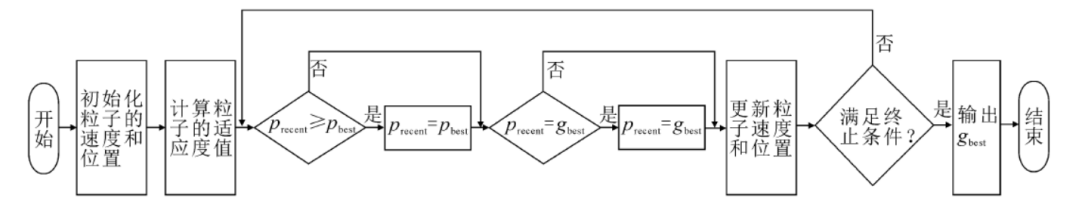 否
否
否
开始
初始化
粒子的
速度和
位置
计算粒
子的适
应度值
p_recent≥p_best
是
p_recent=p_best
p_recent=g_best
是
p_recent=g_best
更新粒
子速度
和位置
满足终
止条件?
是
输出
g_best
结束